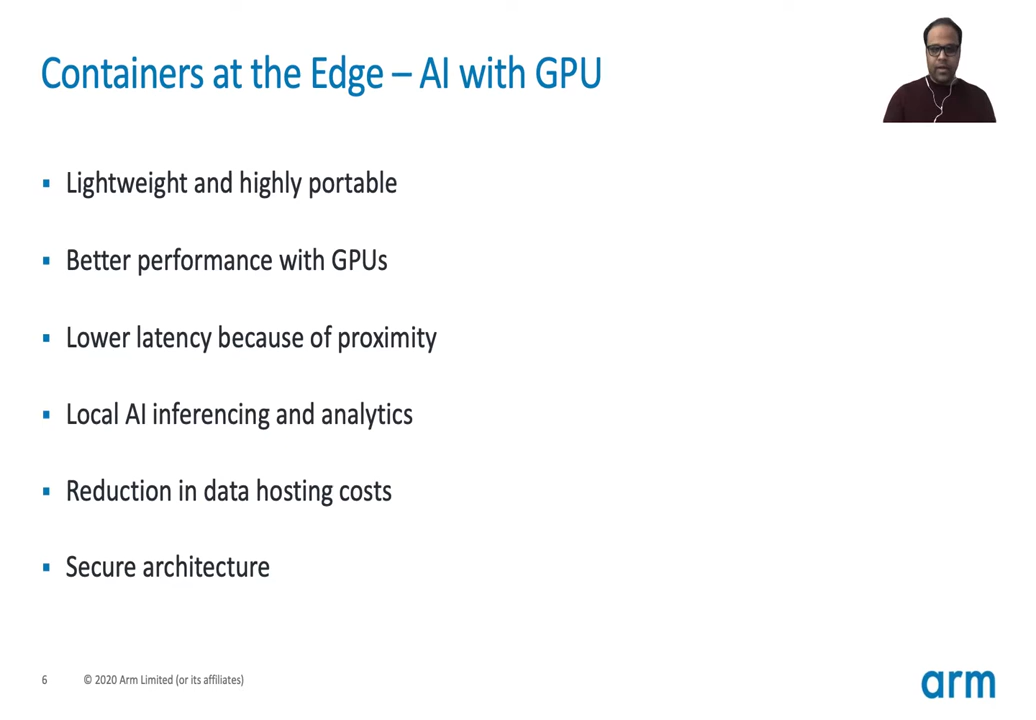 Containers at the Edge – AI with GPU
▪ Lightweight and highly portable
▪ Better performance with GPUs
▪ Lower latency because of proximity
▪ Local AI inferencing and analytics
▪ Reduction in data hosting costs
▪ Secure architecture
6 © 2020 Arm Limited (or its affiliates)
arm